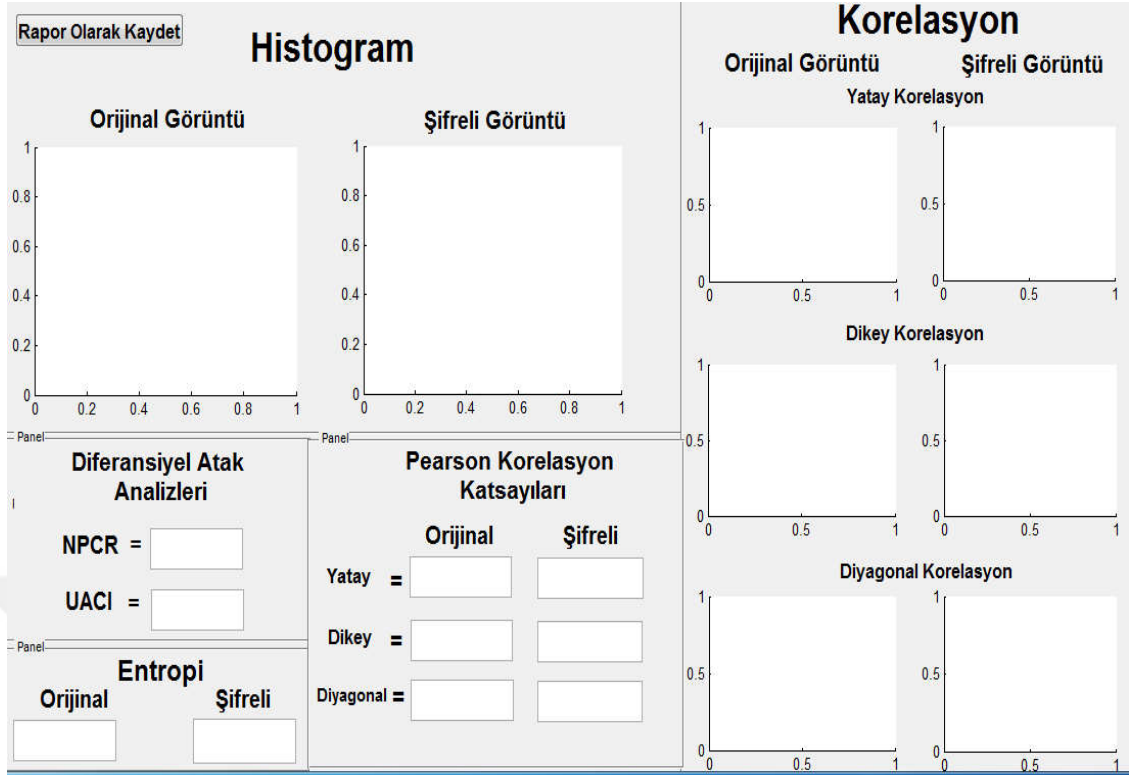 Rapor Olarak Kaydet
Histogram
Orijinal Görüntü
Şifreli Görüntü
1
0.8
0.6
0.4
0.2
0
0 0.2 0.4 0.6 0.8 1
1
0.8
0.6
0.4
0.2
0
0 0.2 0.4 0.6 0.8 1
Panel
Diferansiyel Atak
Analizleri
NPCR =
UACI =
Panel
Entropi
Orijinal Şifreli
Panel
Pearson Korelasyon
Katsayıları
Orijinal Şifreli
Yatay =
Dikey =
Diyagonal =
Korelasyon
Orijinal Görüntü Şifreli Görüntü
Yatay Korelasyon
1
0.5
0
0 0.5 1
1
0.5
0
0 0.5 1
Dikey Korelasyon
1
0.5
0
0 0.5 1
1
0.5
0
0 0.5 1
Diyagonal Korelasyon
1
0.5
0
0 0.5 1
1
0.5
0
0 0.5 1